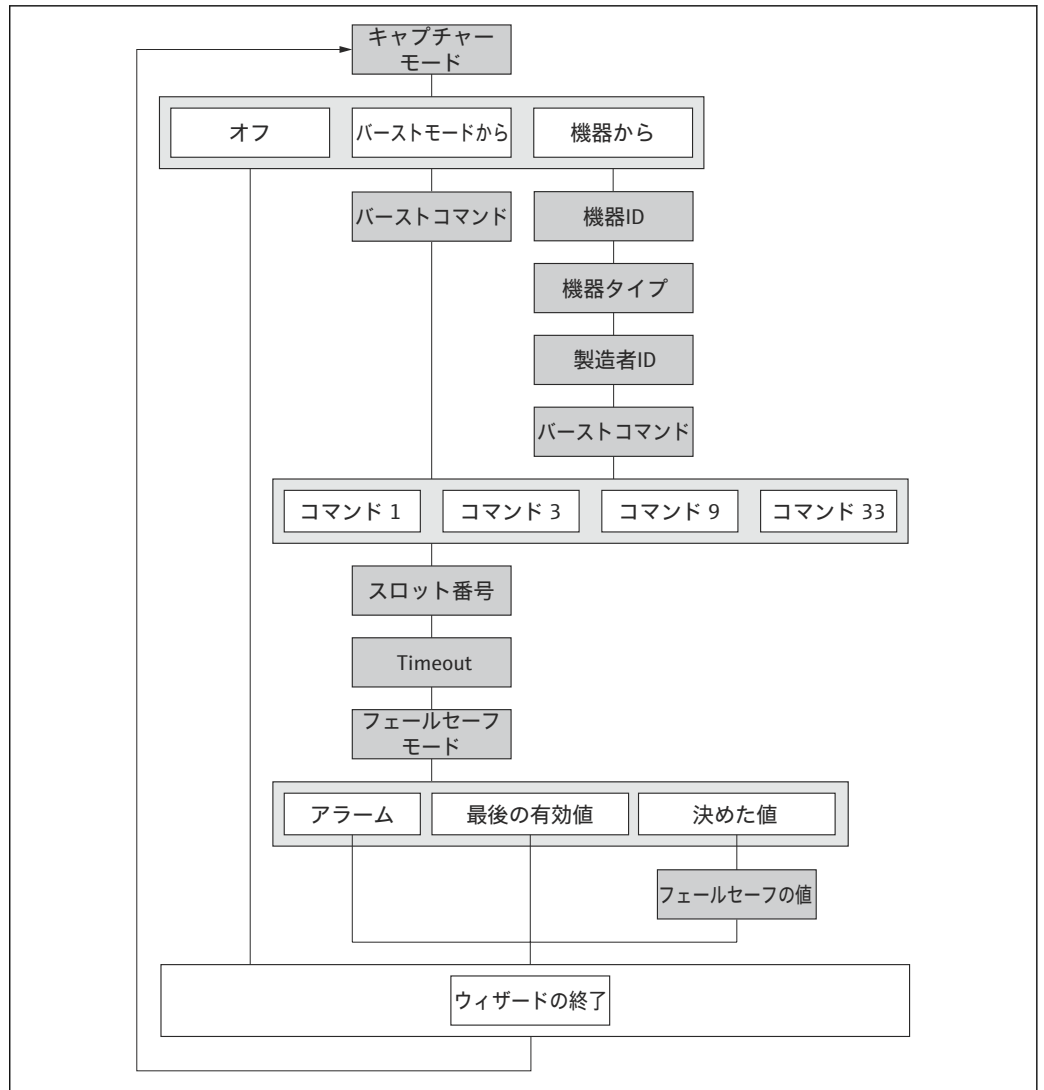 キャプチャー
モード
オフ
バーストモードから
機器から
バーストコマンド
機器ID
機器タイプ
製造者ID
バーストコマンド
コマンド 1
コマンド 3
コマンド 9
コマンド 33
スロット番号
Timeout
フェールセーフ
モード
アラーム
最後の有効値
決めた値
フェールセーフの値
ウィザードの終了